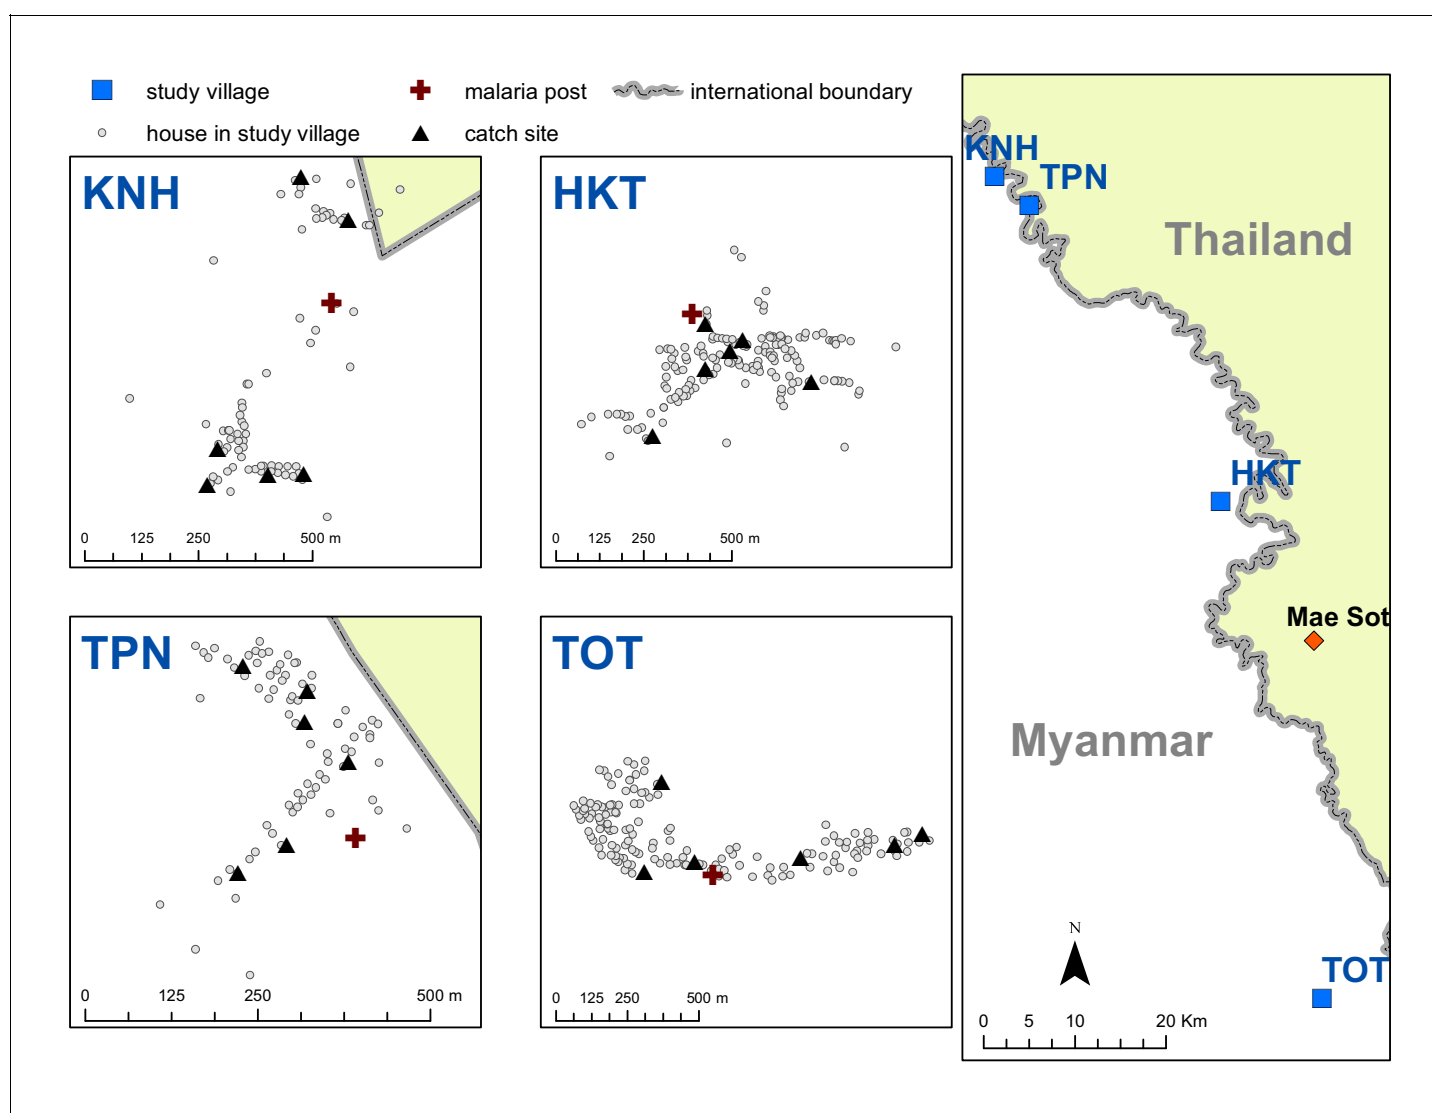 study village
malaria post
international boundary
house in study village
catch site
KNH
0 125 250 500 m
HKT
0 125 250 500 m
TPN
0 125 250 500 m
TOT
0 125 250 500 m
KNH
TPN
Thailand
HKT
Mae Sot
Myanmar
N
TOT
0 5 10 20 Km